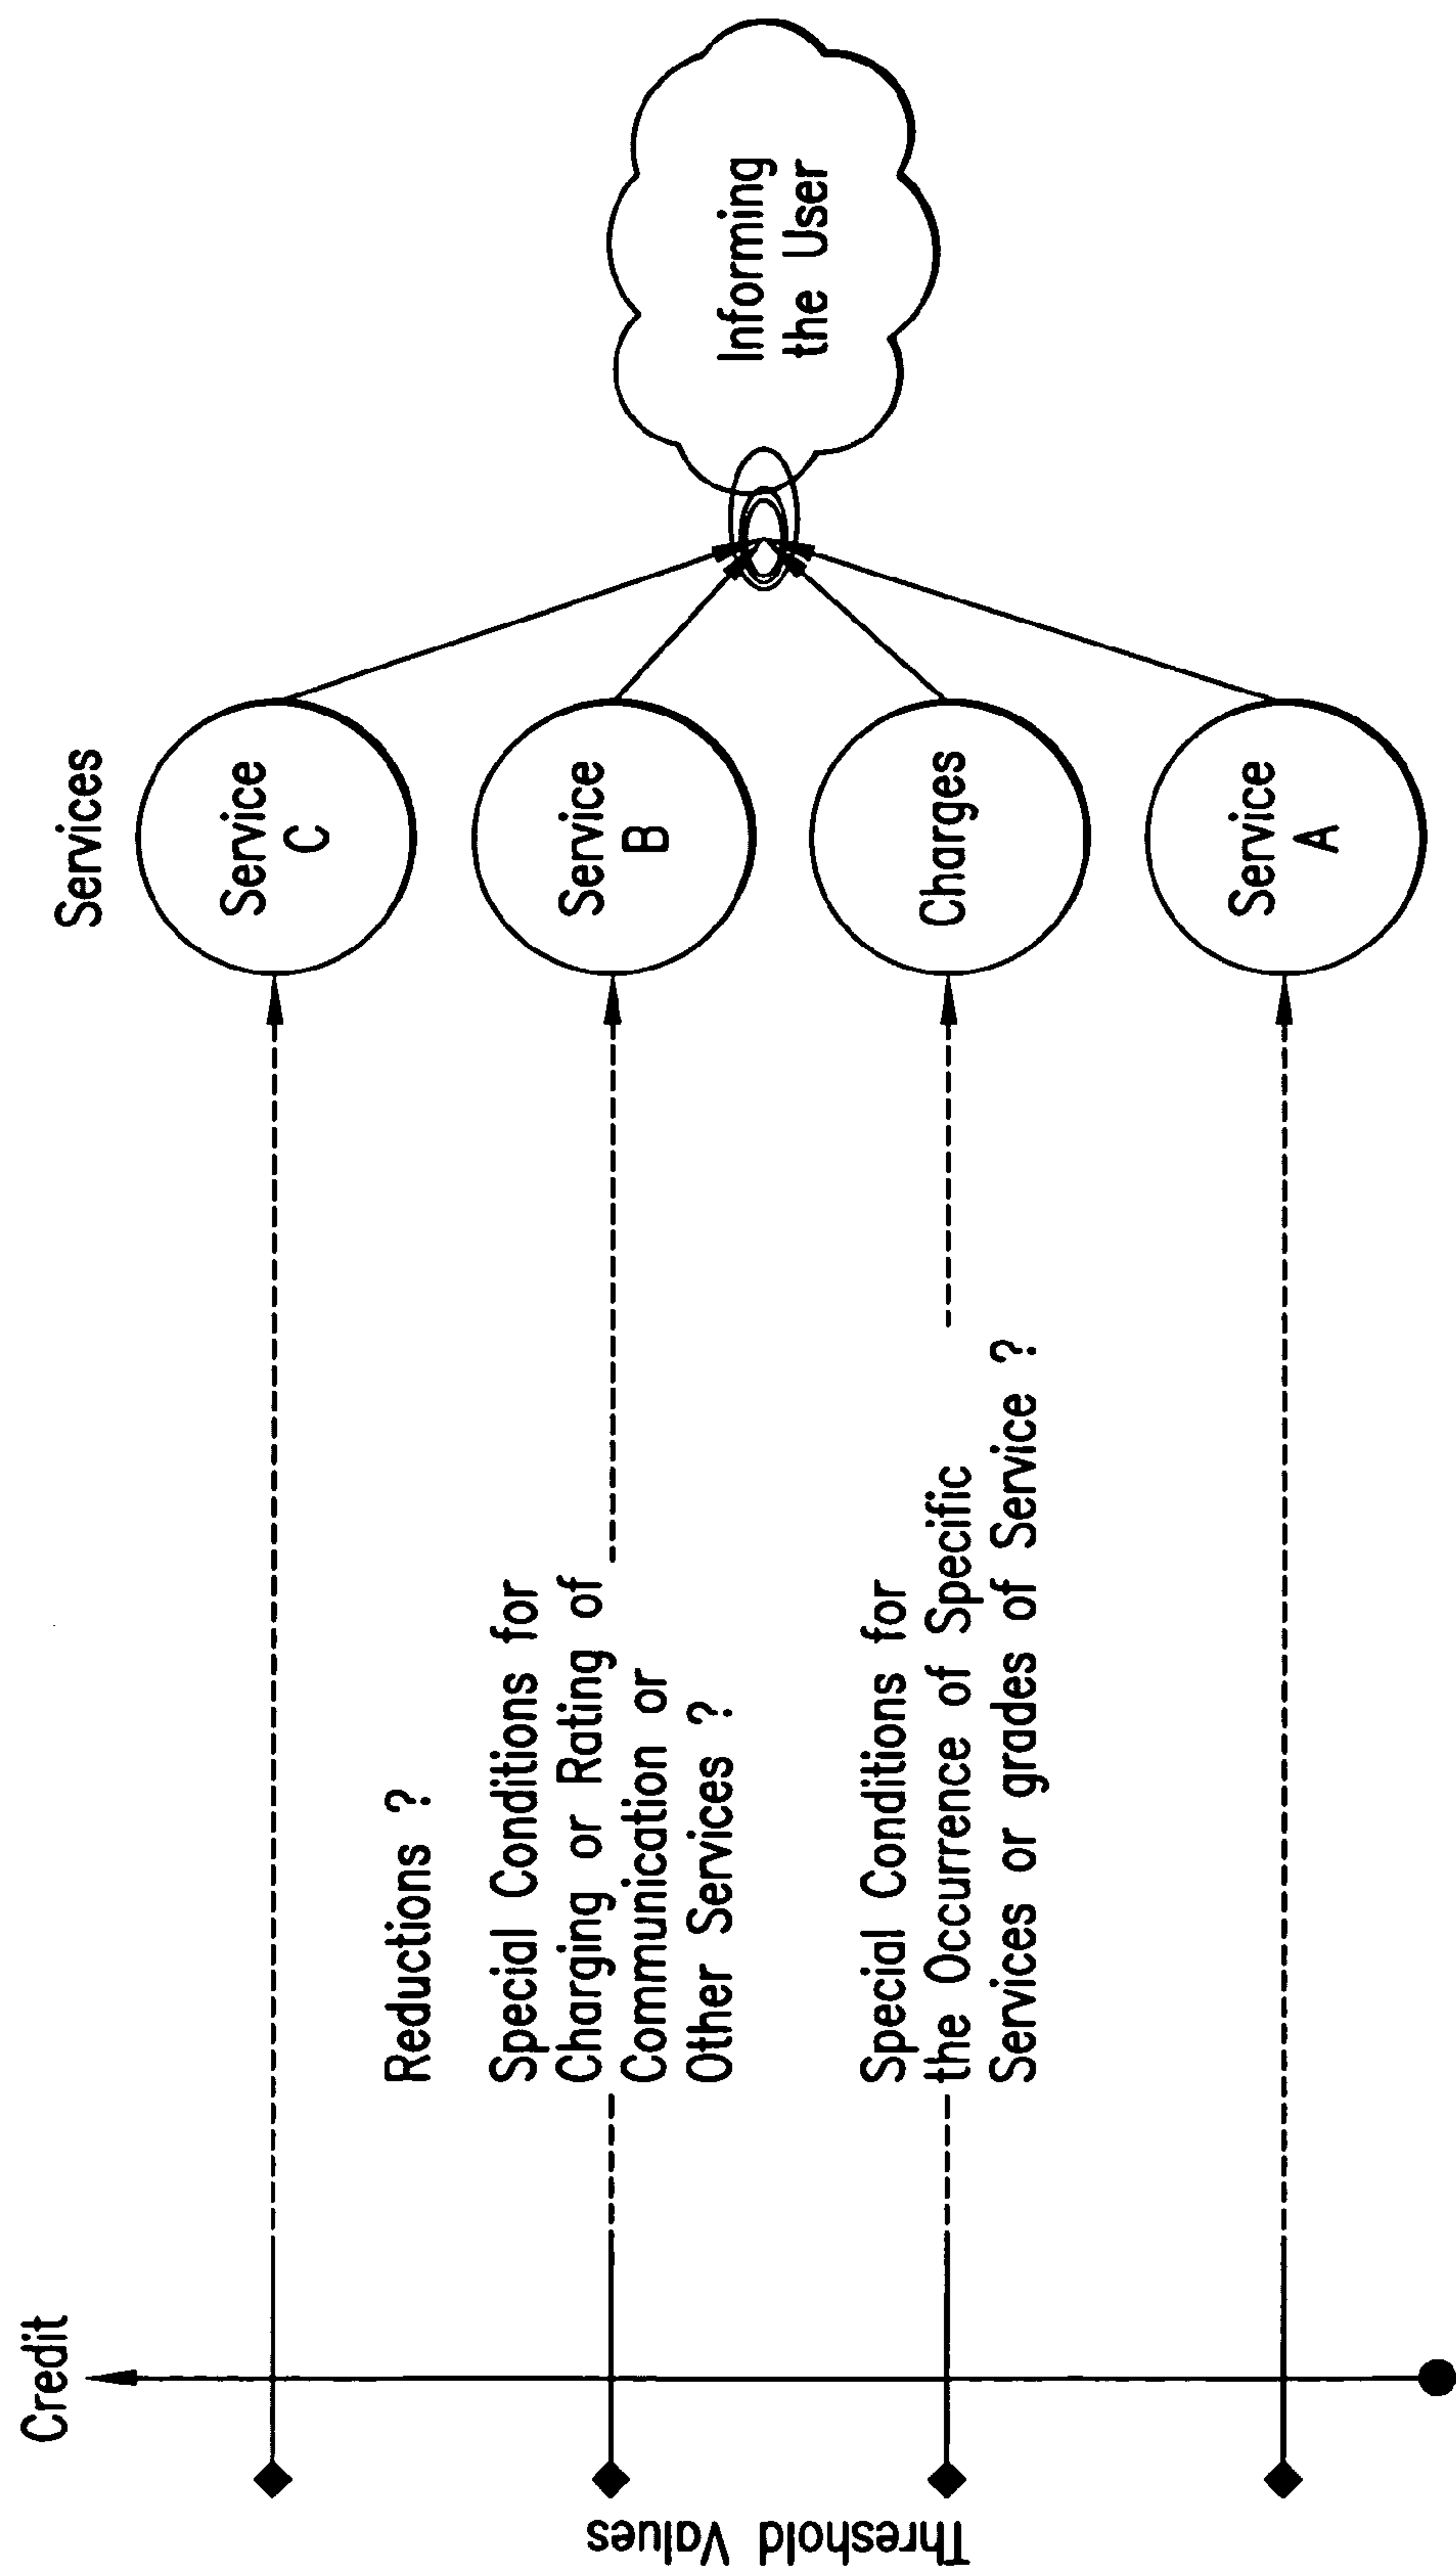 Credit
Threshold Values
Reductions ?
Special Conditions for
Charging or Rating of
Communication or
Other Services ?
Special Conditions for
the Occurrence of Specific
Services or grades of Service ?
Services
Service
C
Service
B
Charges
Service
A
Informing
the User